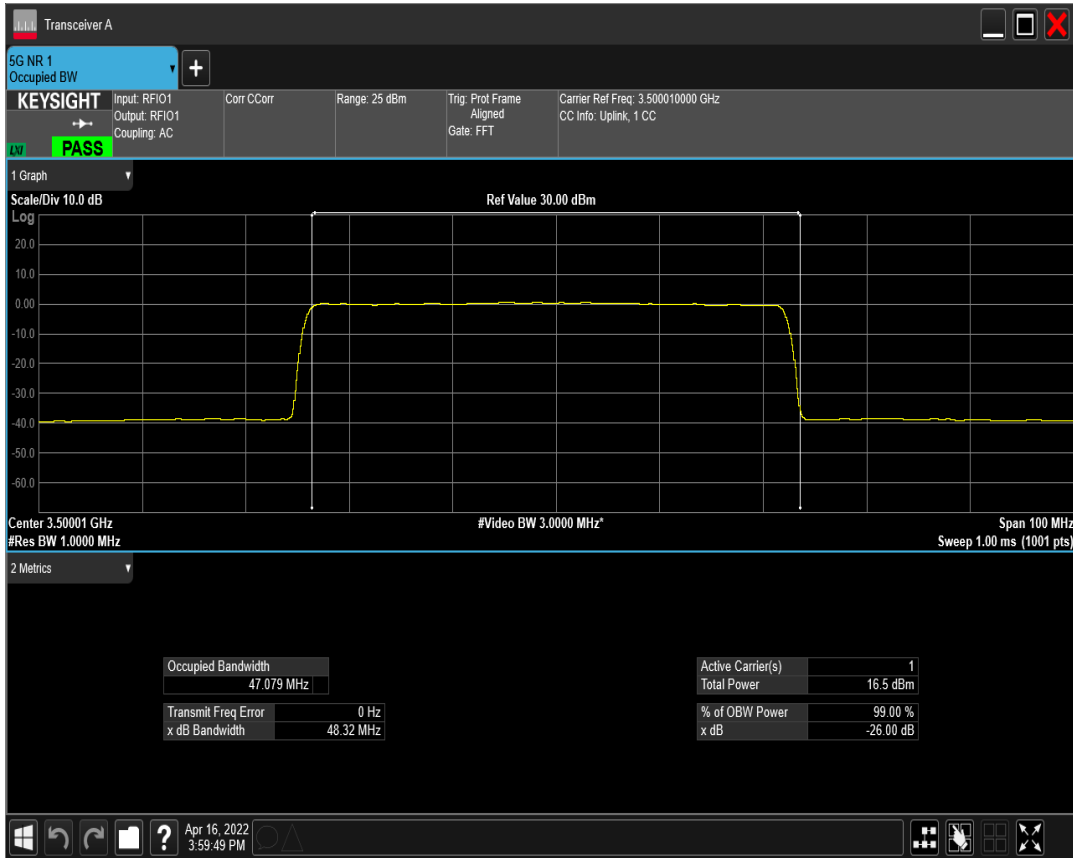 Transceiver A
5G NR 1
Occupied BW
KEYSIGHT
LXI
PASS
Input: RFIO1
Output: RFIO1
Coupling: AC
Corr CCorr
Range: 25 dBm
Trig: Prot Frame
Aligned
Gate: FFT
Carrier Ref Freq: 3.500010000 GHz
CC Info: Uplink, 1 CC
1 Graph
Scale/Div 10.0 dB
Ref Value 30.00 dBm
Log
20.0
10.0
0.00
-10.0
-20.0
-30.0
-40.0
-50.0
-60.0
Center 3.50001 GHz
#Video BW 3.0000 MHz*
Span 100 MHz
#Res BW 1.0000 MHz
Sweep 1.00 ms (1001 pts)
2 Metrics
Occupied Bandwidth
47.079 MHz
Transmit Freq Error 0 Hz
x dB Bandwidth 48.32 MHz
Active Carrier(s) 1
Total Power 16.5 dBm
% of OBW Power 99.00 %
x dB -26.00 dB
?
Apr 16, 2022
3:59:49 PM